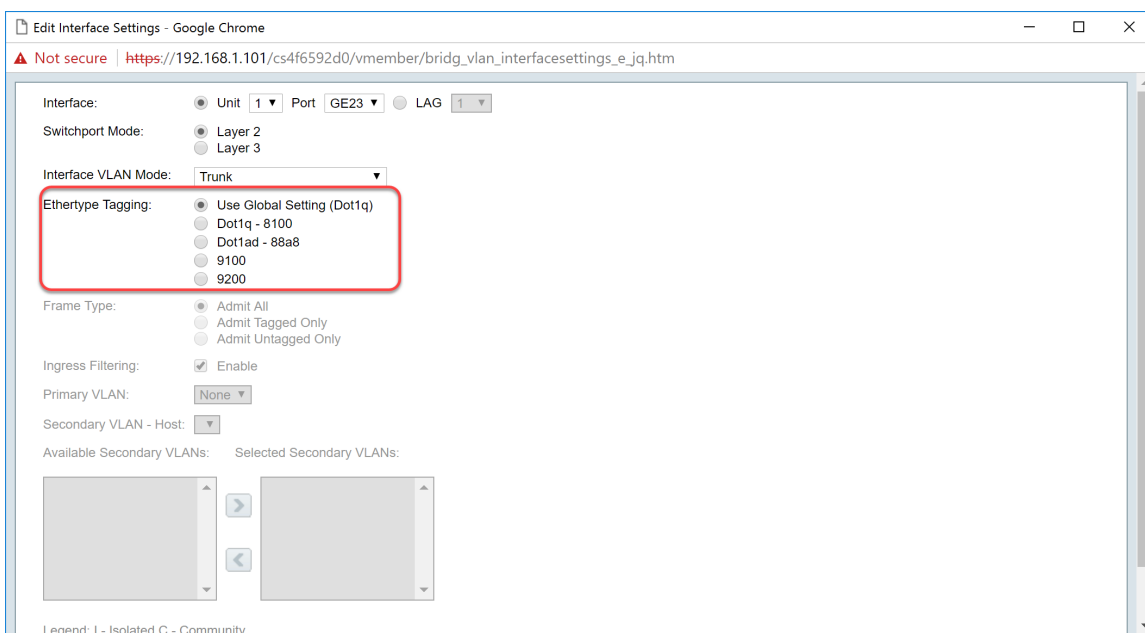 Edit Interface Settings - Google Chrome
Not secure https://192.168.1.101/cs4f6592d0/vmember/bridg_vlan_interfacesettings_e_jq.htm
Interface: Unit 1 Port GE23 LAG 1
Switchport Mode: Layer 2
Layer 3
Interface VLAN Mode: Trunk
Ethertype Tagging: Use Global Setting (Dot1q)
Dot1q - 8100
Dot1ad - 88a8
9100
9200
Frame Type: Admit All
Admit Tagged Only
Admit Untagged Only
Ingress Filtering: Enable
Primary VLAN: None
Secondary VLAN - Host:
Available Secondary VLANs: Selected Secondary VLANs:
Legend: I - Isolated C - Community